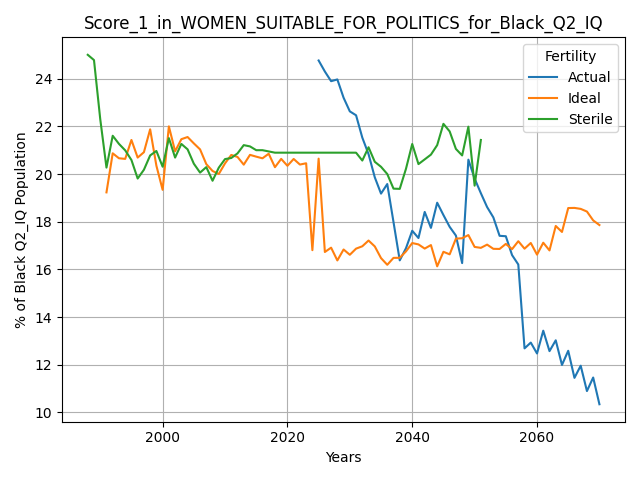 Score_1_in_WOMEN_SUITABLE_FOR_POLITICS_for_Black_Q2_IQ
Fertility
Actual
Ideal
Sterile
% of Black Q2_IQ Population
24
22
20
18
16
14
12
10
2000
2020
2040
2060
Years